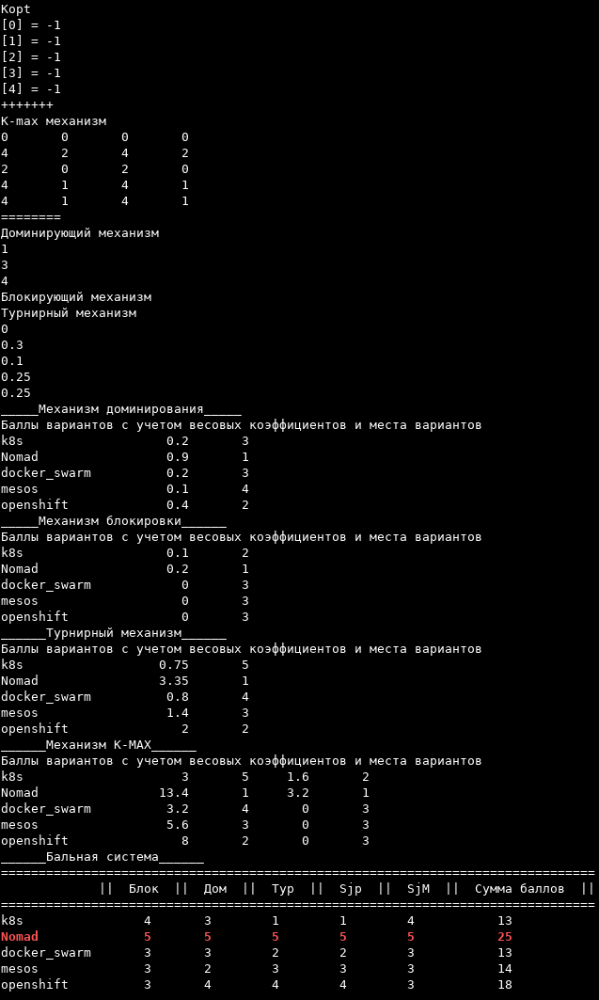 Kopt
[0] = -1
[1] = -1
[2] = -1
[3] = -1
[4] = -1
+++++++
K-max механизм
0       0       0       0
4       2       4       2
2       0       2       0
4       1       4       1
4       1       4       1
========
Доминирующий механизм
1
3
4
Блокирующий механизм
Турнирный механизм
0
0.3
0.1
0.25
0.25
_____Механизм доминирования_____
Баллы вариантов с учетом весовых коэффициентов и места вариантов
k8s                   0.2       3
Nomad                 0.9       1
docker_swarm          0.2       3
mesos                 0.1       4
openshift             0.4       2
_____Механизм блокировки______
Баллы вариантов с учетом весовых коэффициентов и места вариантов
k8s                   0.1       2
Nomad                 0.2       1
docker_swarm            0       3
mesos                   0       3
openshift               0       3
______Турнирный механизм______
Баллы вариантов с учетом весовых коэффициентов и места вариантов
k8s                  0.75       5
Nomad                3.35       1
docker_swarm          0.8       4
mesos                 1.4       3
openshift               2       2
______Механизм K-MAX______
Баллы вариантов с учетом весовых коэффициентов и места вариантов
k8s                     3       5     1.6       2
Nomad                13.4       1     3.2       1
docker_swarm          3.2       4       0       3
mesos                 5.6       3       0       3
openshift               8       2       0       3
______Бальная система______
===============================================================================
             ||  Блок  ||  Дом  ||  Тур  ||  Sjp  ||  SjM  ||  Сумма баллов  ||
===============================================================================
k8s                4       3        1        1        4           13
Nomad              5       5        5        5        5           25
docker_swarm       3       3        2        2        3           13
mesos              3       2        3        3        3           14
openshift          3       4        4        4        3           18